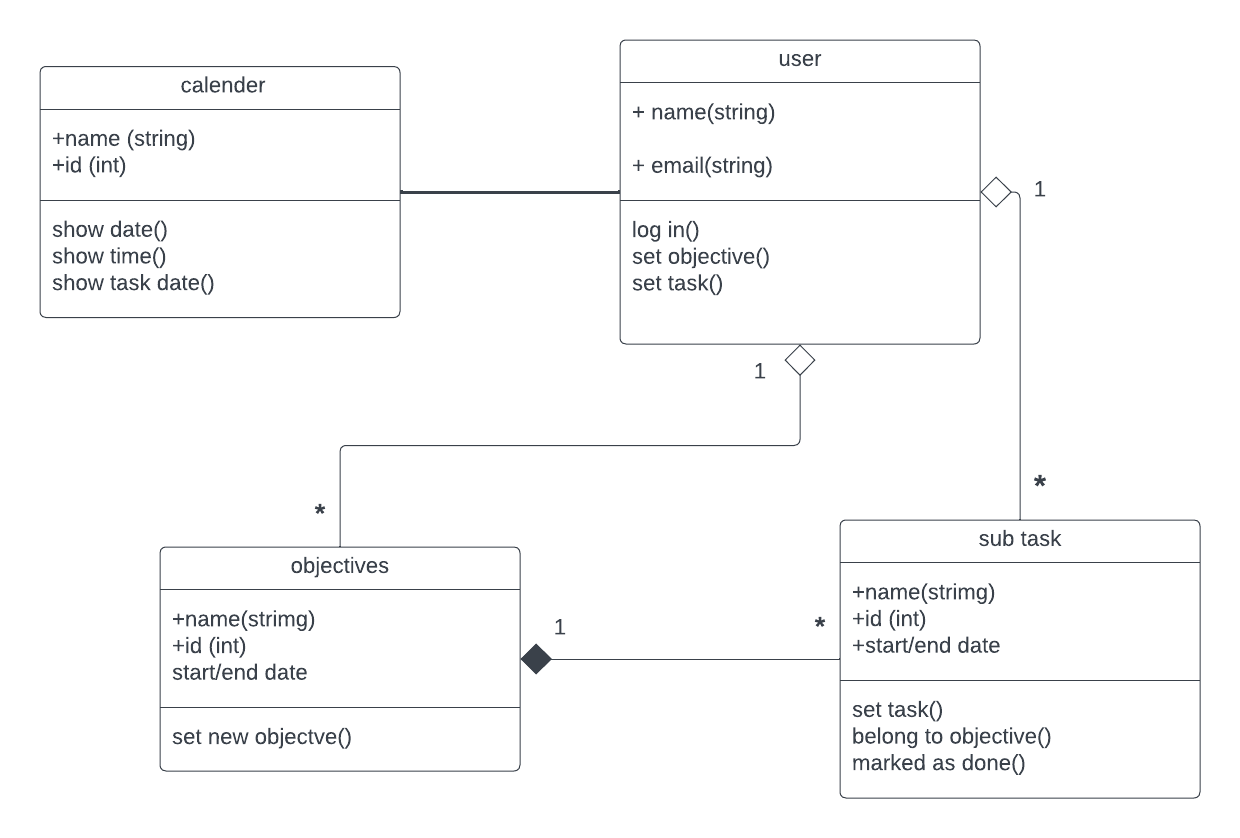 calender
+name (string)
+id (int)
show date()
show time()
show task date()
user
+ name(string)
+ email(string)
log in()
set objective()
set task()
1
*
1
*
objectives
+name(strimg)
+id (int)
start/end date
set new objectve()
1
*
sub task
+name(strimg)
+id (int)
+start/end date
set task()
belong to objective()
marked as done()